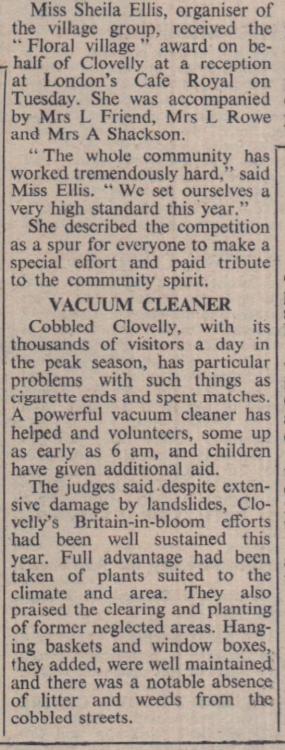 Miss Sheila Ellis, organiser of
the village group, received the
“ Floral village ” award on be-
half of Clovelly at a reception
at London's Cafe Royal on
Tuesday. She was accompanied
by Mrs L Friend, Mrs L Rowe
and Mrs A Shackson.
“ The whole community has
worked tremendously hard,” said
Miss Ellis. “ We set ourselves a
very high standard this year.”
She described the competition
as a spur for everyone to make a
special effort and paid tribute
to the community spirit.
VACUUM CLEANER
Cobbled Clovelly, with its
thousands of visitors a day in
the peak season, has particular
problems with such things as
cigarette ends and spent matches.
A powerful vacuum cleaner has
helped and volunteers, some up
as early as 6 am, and children
have given additional aid.
The judges said despite exten-
sive damage by landslides, Clo-
velly's Britain-in-bloom efforts
had been well sustained this
year. Full advantage had been
taken of plants suited to the
climate and area. They also
praised the clearing and planting
of former neglected areas. Hang-
ing baskets and window boxes,
they added, were well maintained
and there was a notable absence
of litter and weeds from the
cobbled streets.